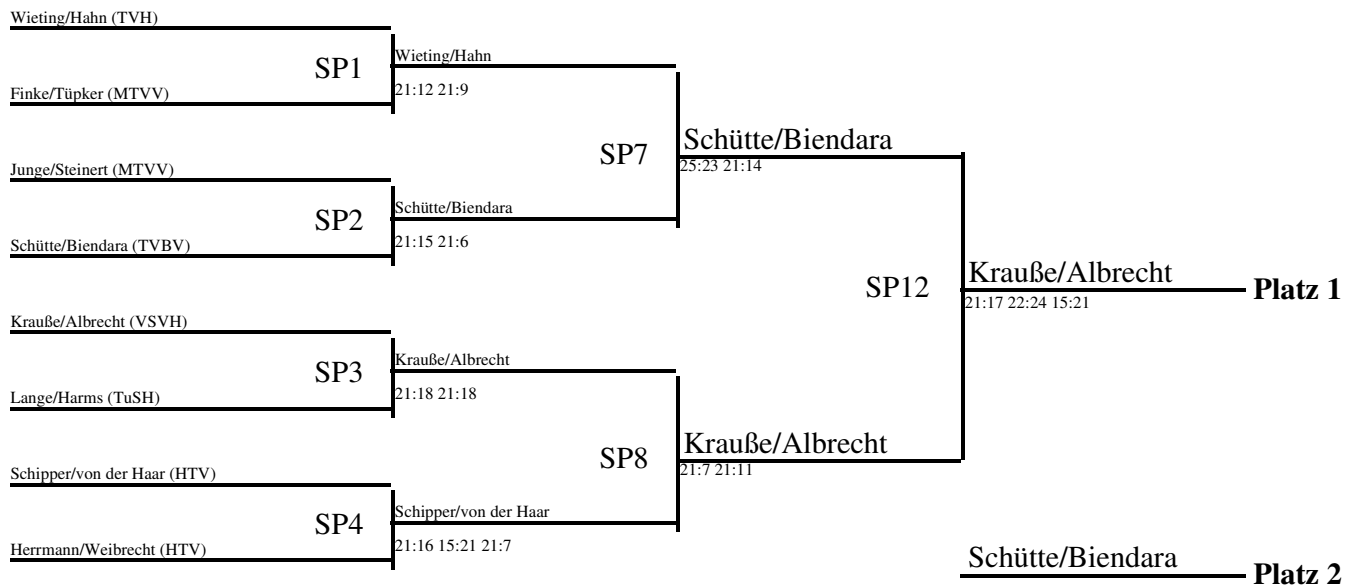 Wieting/Hahn (TVH)
SP1
Wieting/Hahn
21:12 21:9
Finke/Tüpker (MTVV)
SP7
Schütte/Biendara
25:23 21:14
Junge/Steinert (MTVV)
SP2
Schütte/Biendara
21:15 21:6
Schütte/Biendara (TVBV)
SP12
Krauße/Albrecht
Platz 1
21:17 22:24 15:21
Krauße/Albrecht (VSVH)
SP3
Krauße/Albrecht
21:18 21:18
Lange/Harms (TuSH)
SP8
Krauße/Albrecht
21:7 21:11
Schipper/von der Haar (HTV)
SP4
Schipper/von der Haar
21:16 15:21 21:7
Herrmann/Weibrecht (HTV)
Schütte/Biendara
Platz 2